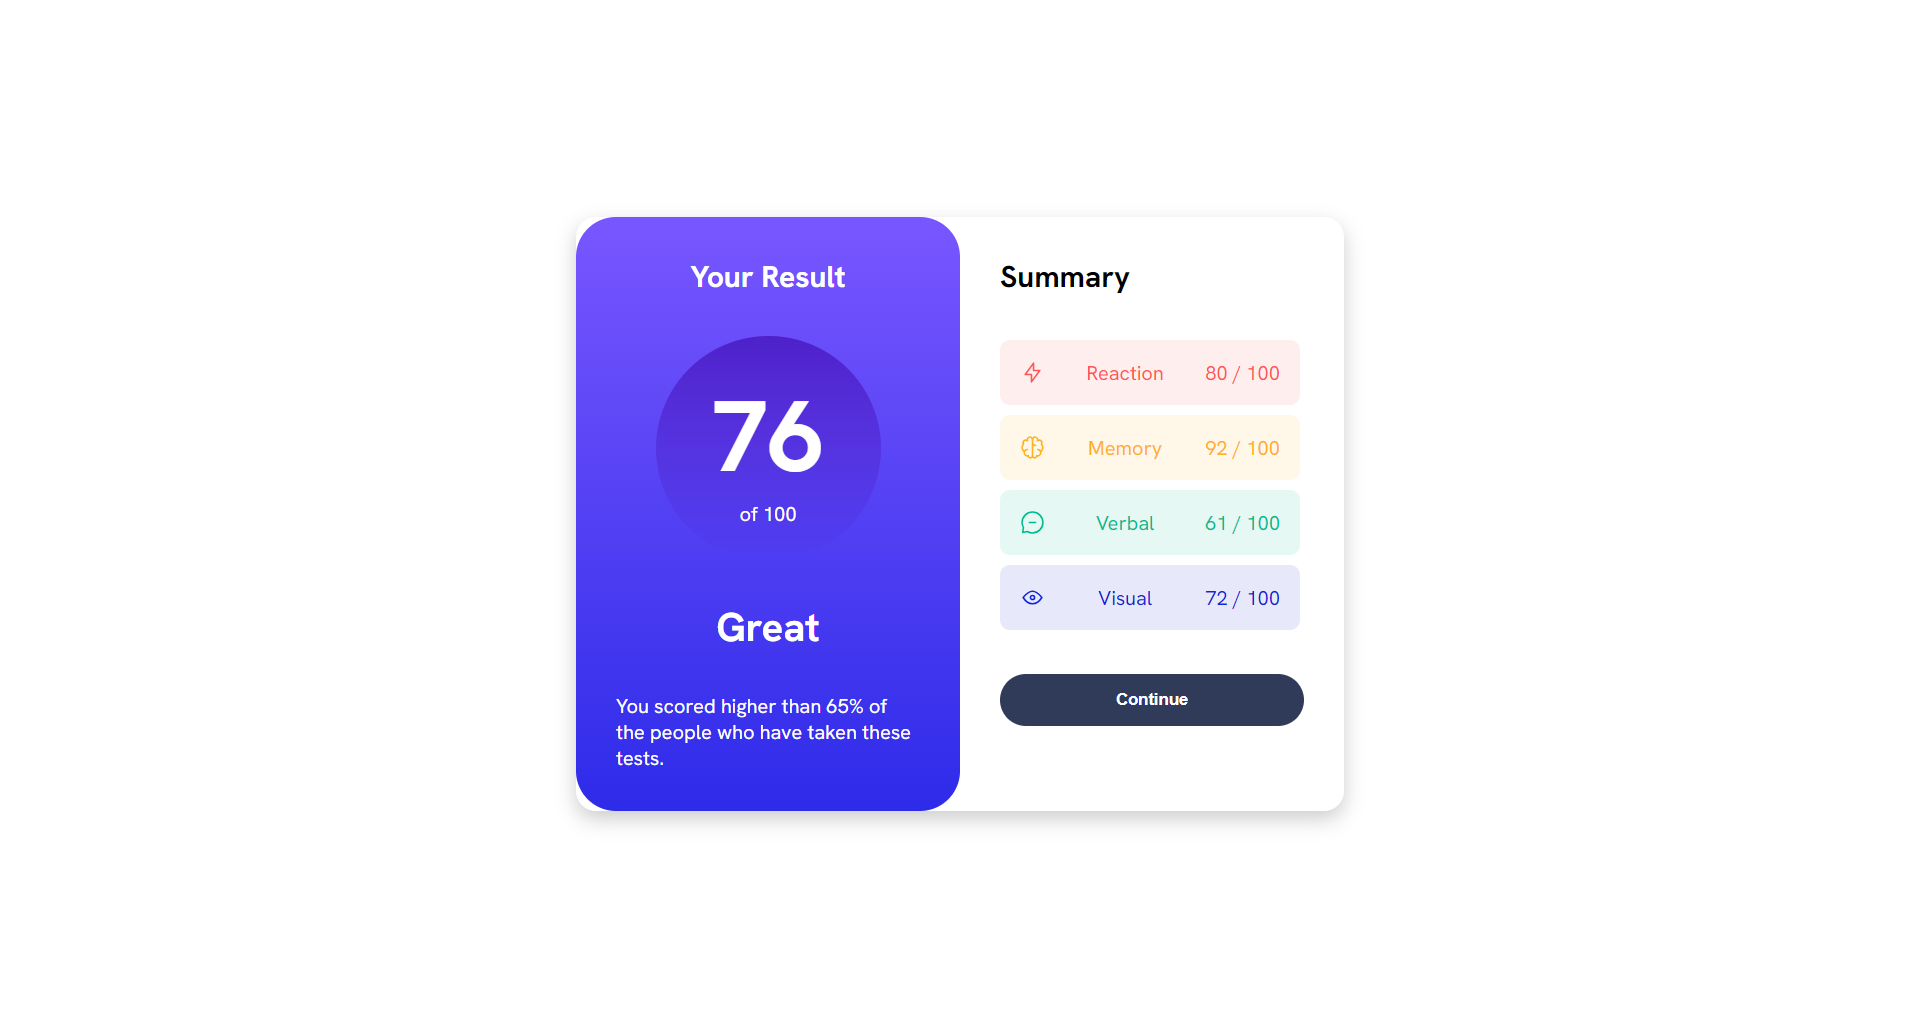 Your Result
76
of 100
Great
You scored higher than 65% of
the people who have taken these
tests.
Summary
Reaction 80 / 100
Memory 92 / 100
Verbal 61 / 100
Visual 72 / 100
Continue